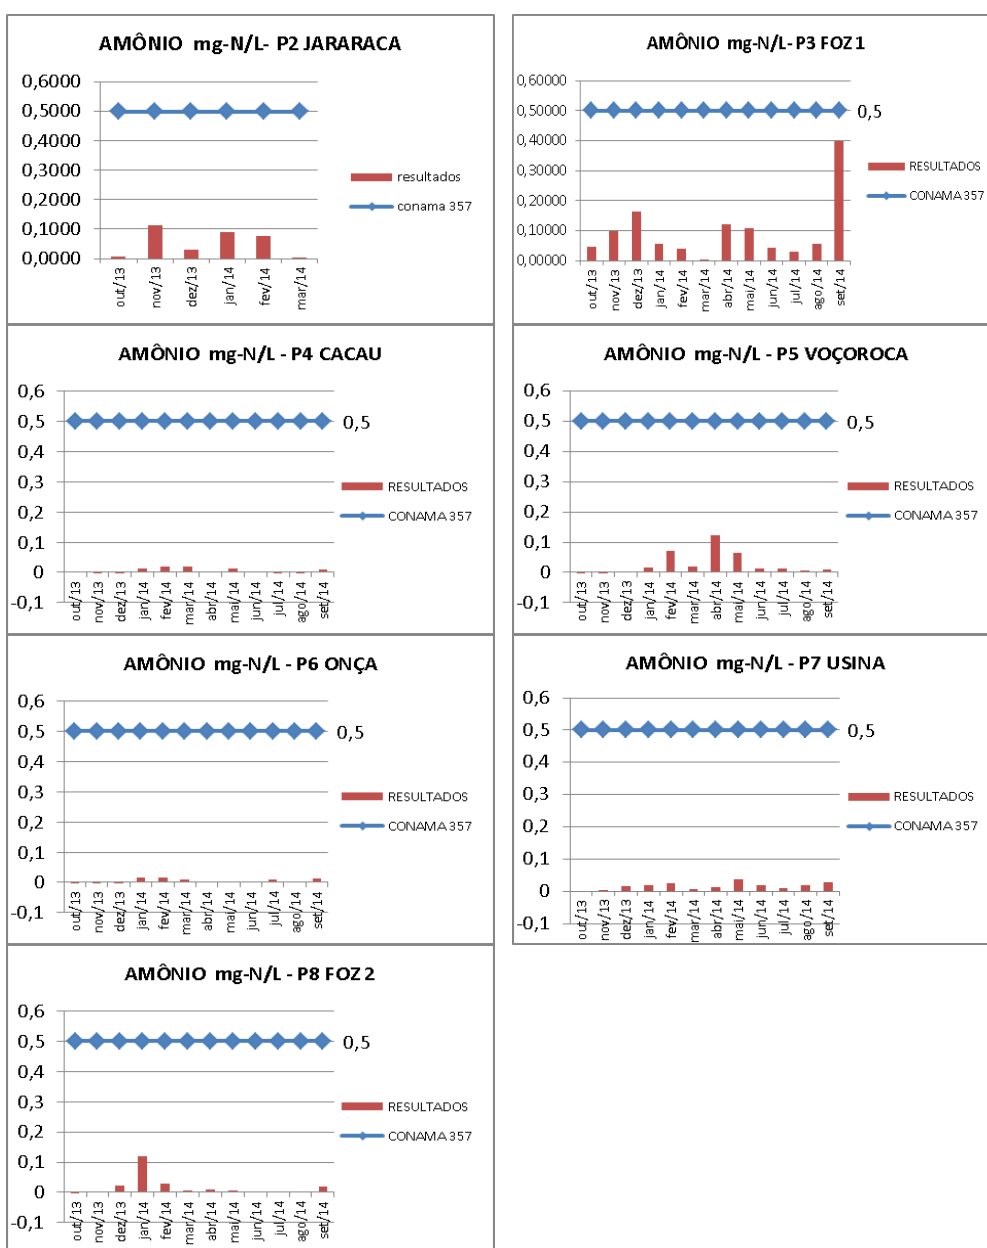 AMÔNIO mg-N/L- P2 JARARACA
0,6000
0,5000
0,4000
0,3000
0,2000
0,1000
0,0000
out/13
nov/13
dez/13
jan/14
fev/14
mar/14
resultados
conama 357
AMÔNIO mg-N/L- P3 FOZ 1
0,60000
0,50000
0,40000
0,30000
0,20000
0,10000
0,00000
0,5
out/13
nov/13
dez/13
jan/14
fev/14
mar/14
abr/14
mai/14
jun/14
jul/14
ago/14
set/14
RESULTADOS
CONAMA 357
AMÔNIO mg-N/L - P4 CACAU
0,6
0,5
0,4
0,3
0,2
0,1
0
-0,1
0,5
out/13
nov/13
dez/13
jan/14
fev/14
mar/14
abr/14
mai/14
jun/14
jul/14
ago/14
set/14
RESULTADOS
CONAMA 357
AMÔNIO mg-N/L - P5 VOÇOROCA
0,6
0,5
0,4
0,3
0,2
0,1
0
-0,1
0,5
out/13
nov/13
dez/13
jan/14
fev/14
mar/14
abr/14
mai/14
jun/14
jul/14
ago/14
set/14
RESULTADOS
CONAMA 357
AMÔNIO mg-N/L - P6 ONÇA
0,6
0,5
0,4
0,3
0,2
0,1
0
-0,1
0,5
out/13
nov/13
dez/13
jan/14
fev/14
mar/14
abr/14
mai/14
jun/14
jul/14
ago/14
set/14
RESULTADOS
CONAMA 357
AMÔNIO mg-N/L - P7 USINA
0,6
0,5
0,4
0,3
0,2
0,1
0
-0,1
0,5
out/13
nov/13
dez/13
jan/14
fev/14
mar/14
abr/14
mai/14
jun/14
jul/14
ago/14
set/14
RESULTADOS
CONAMA 357
AMÔNIO mg-N/L - P8 FOZ 2
0,6
0,5
0,4
0,3
0,2
0,1
0
-0,1
0,5
out/13
nov/13
dez/13
jan/14
fev/14
mar/14
abr/14
mai/14
jun/14
jul/14
ago/14
set/14
RESULTADOS
CONAMA 357